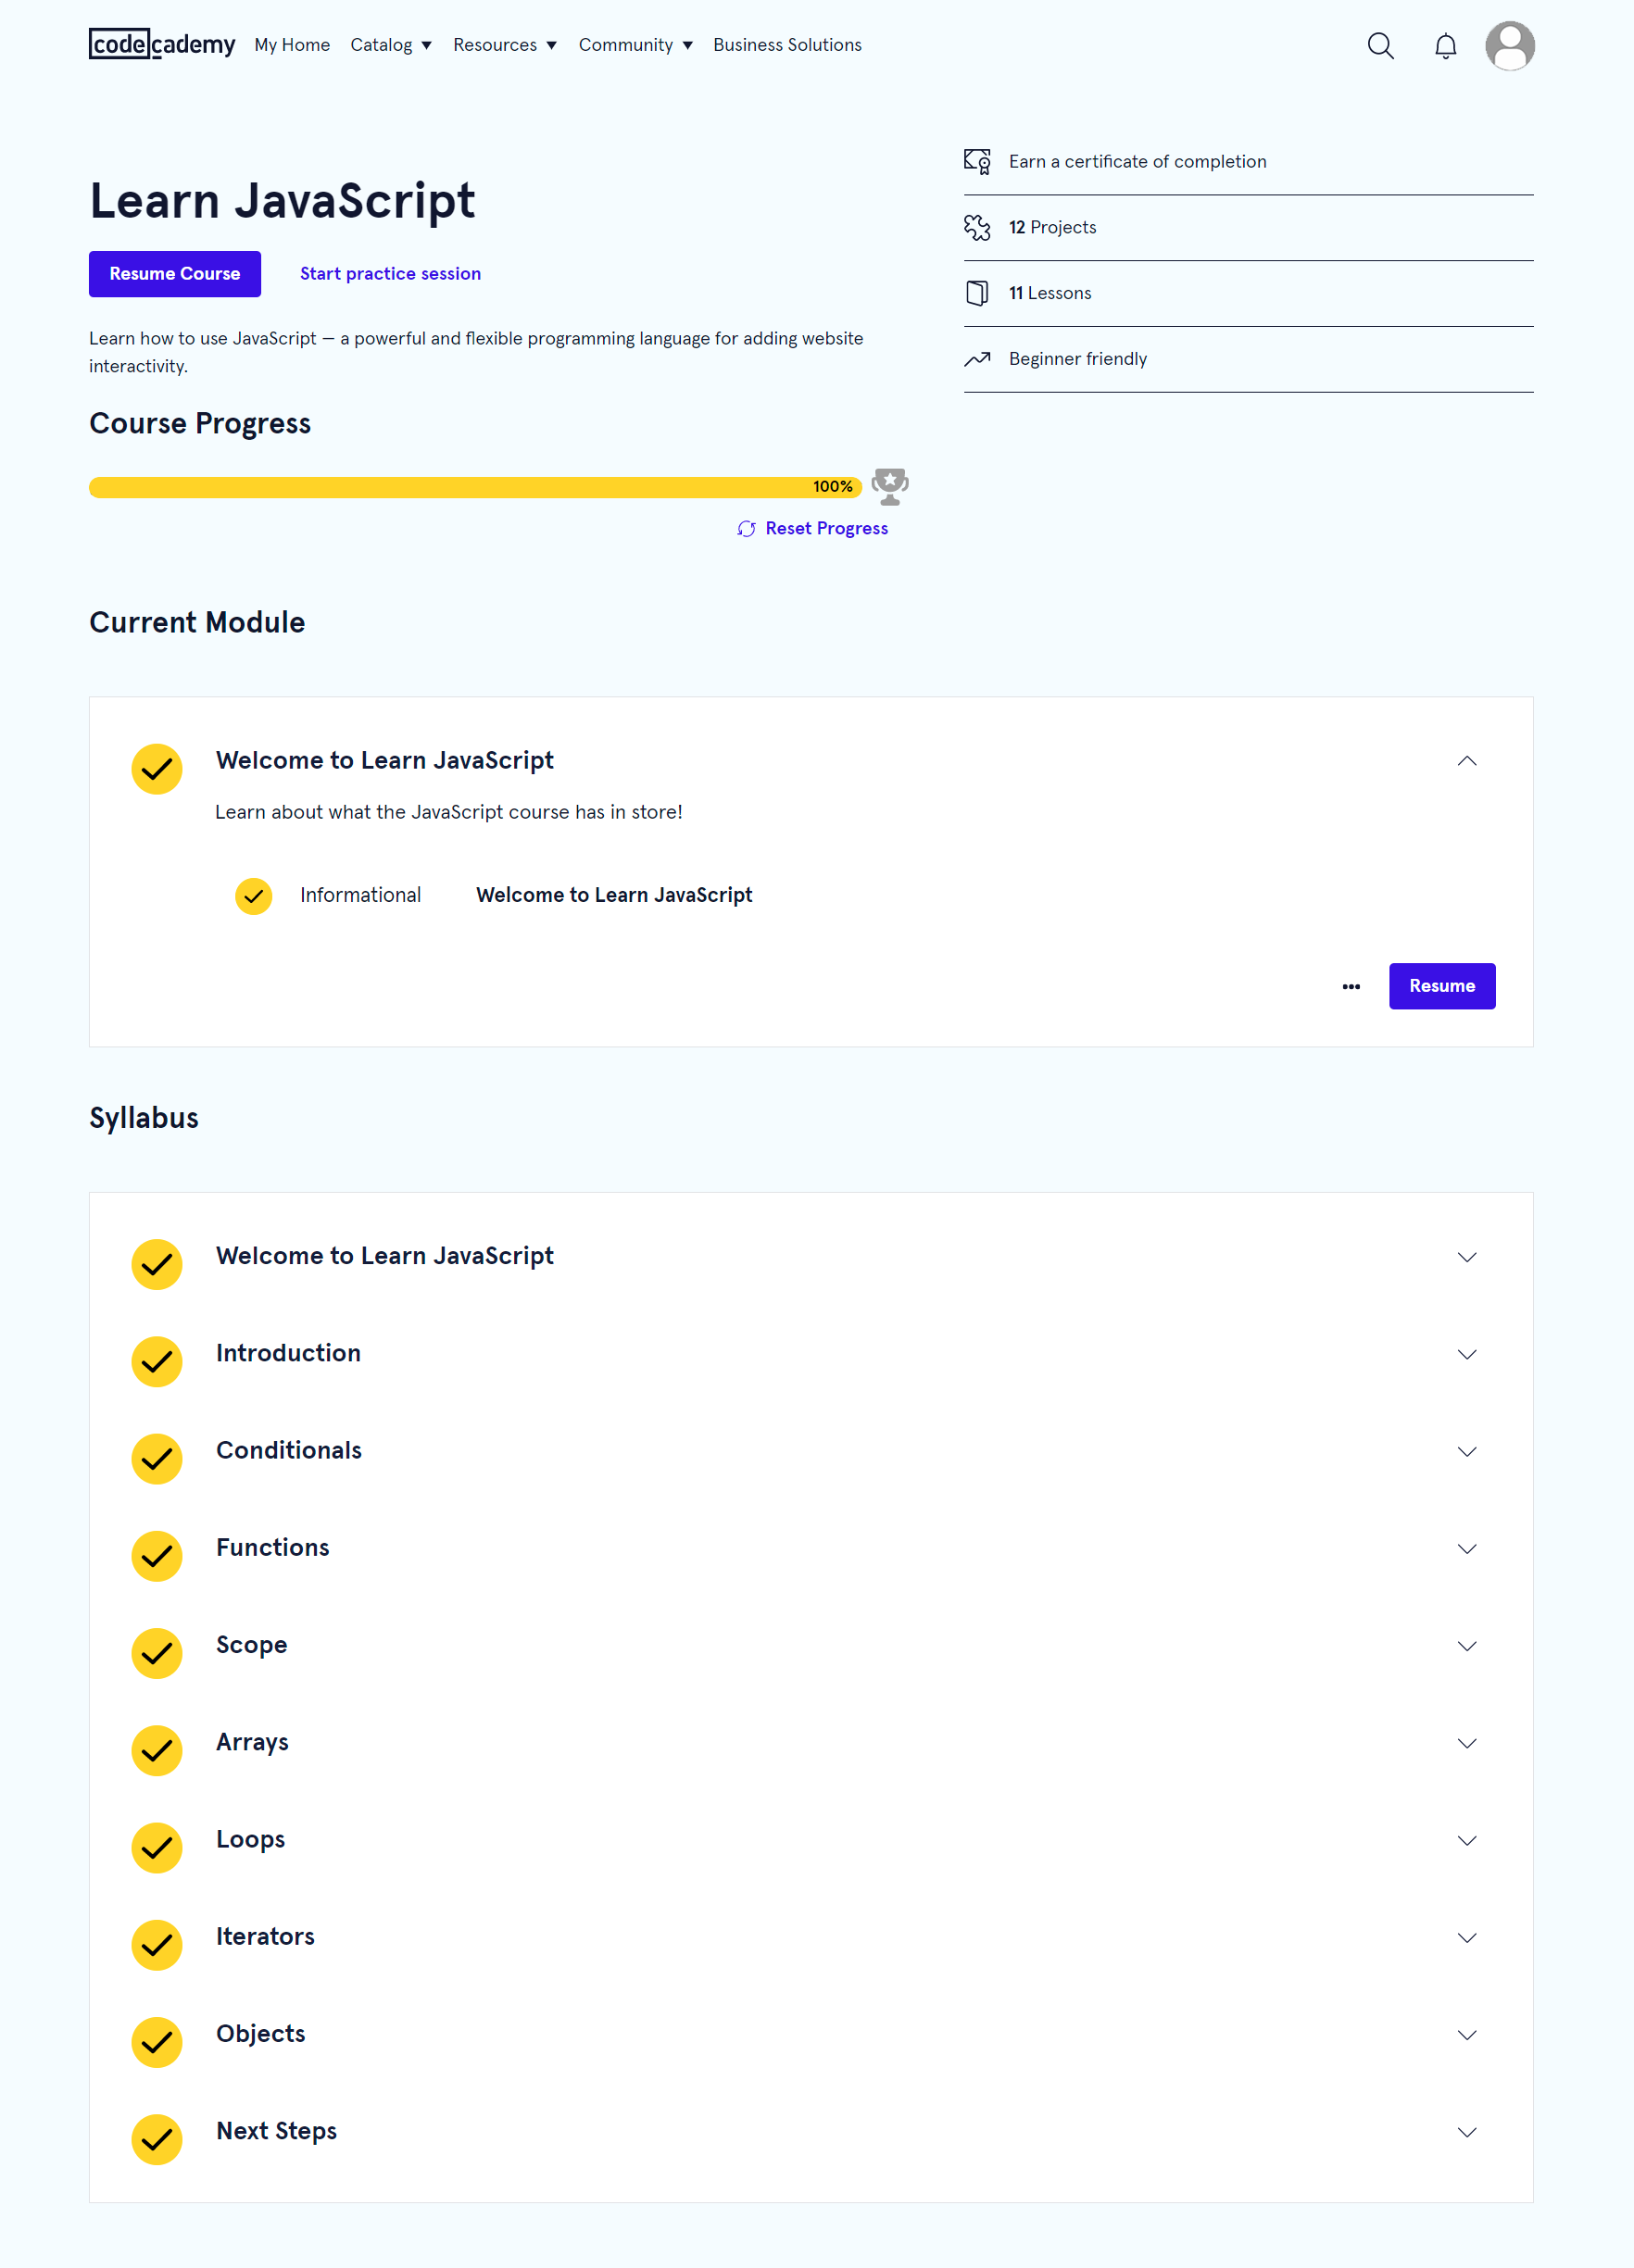 codecademy My Home Catalog Resources Community Business Solutions
Learn JavaScript
Resume Course Start practice session
Learn how to use JavaScript — a powerful and flexible programming language for adding website
interactivity.
Earn a certificate of completion
12 Projects
11 Lessons
Beginner friendly
Course Progress
100%
Reset Progress
Current Module
Welcome to Learn JavaScript
Learn about what the JavaScript course has in store!
Informational Welcome to Learn JavaScript
Resume
Syllabus
Welcome to Learn JavaScript
Introduction
Conditionals
Functions
Scope
Arrays
Loops
Iterators
Objects
Next Steps